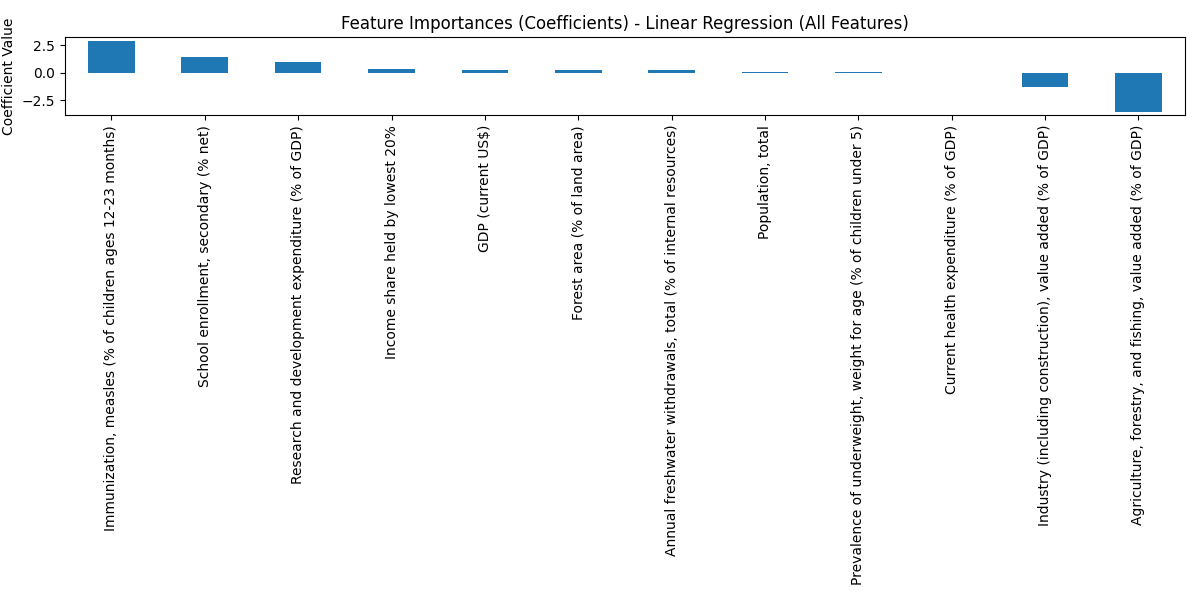 Feature Importances (Coefficients) - Linear Regression (All Features)
Coefficient Value
2.5
0.0
−2.5
Immunization, measles (% of children ages 12-23 months)
School enrollment, secondary (% net)
Research and development expenditure (% of GDP)
Income share held by lowest 20%
GDP (current US$)
Forest area (% of land area)
Annual freshwater withdrawals, total (% of internal resources)
Population, total
Prevalence of underweight, weight for age (% of children under 5)
Current health expenditure (% of GDP)
Industry (including construction), value added (% of GDP)
Agriculture, forestry, and fishing, value added (% of GDP)